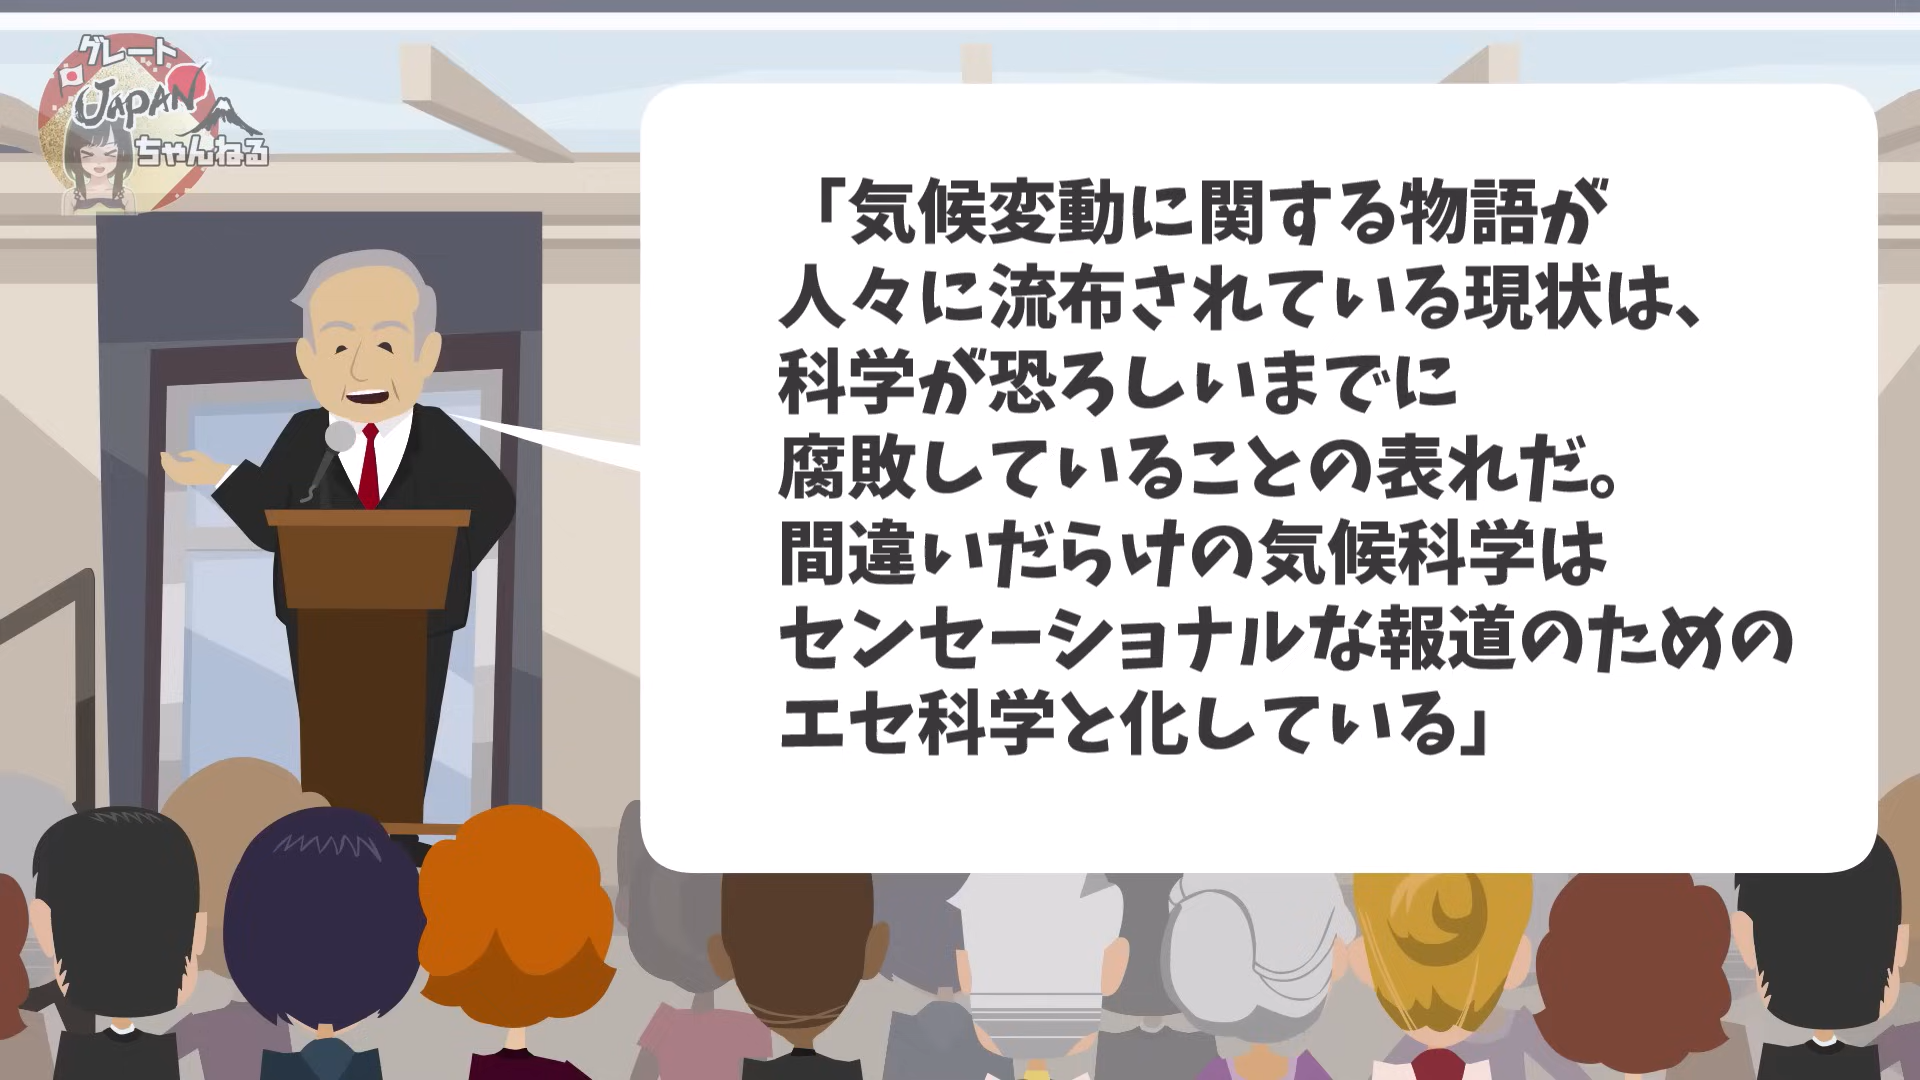 グレート
JAPAN
ちゃんねる
「気候変動に関する物語が
人々に流布されている現状は、
科学が恐ろしいまでに
腐敗していることの表れだ。
間違いだらけの気候科学は
センセーショナルな報道のための
エセ科学と化している」